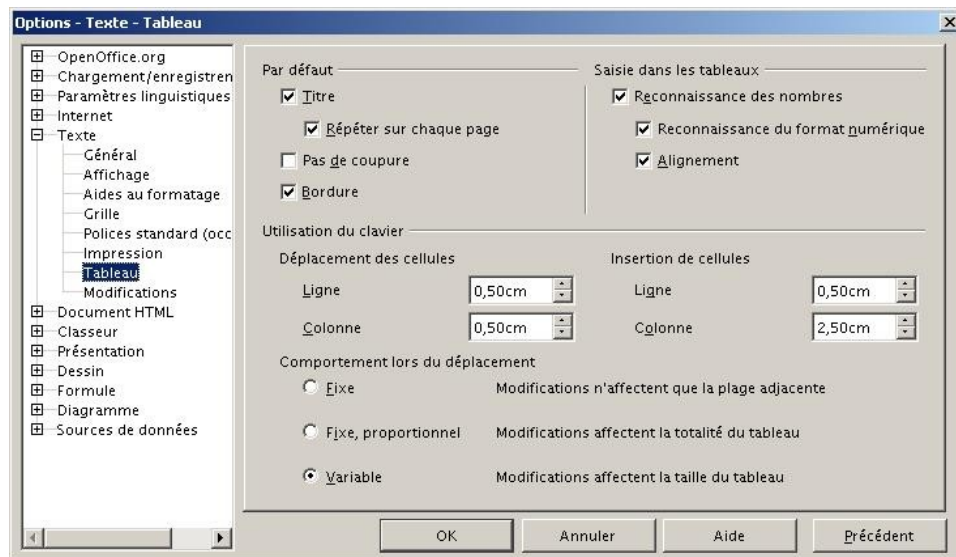 Options - Texte - Tableau
OpenOffice.org
Chargement/enregistren
Paramètres linguistiques
Internet
Texte
Général
Affichage
Aides au formatage
Grille
Polices standard (occ
Impression
Tableau
Modifications
Document HTML
Classeur
Présentation
Dessin
Formule
Diagramme
Sources de données
Par défaut
Titre
Répéter sur chaque page
Pas de coupure
Bordure
Saisie dans les tableaux
Reconnaissance des nombres
Reconnaissance du format numérique
Alignement
Utilisation du clavier
Déplacement des cellules
Ligne 0,50cm
Colonne 0,50cm
Insertion de cellules
Ligne 0,50cm
Colonne 2,50cm
Comportement lors du déplacement
Fixe Modifications n'affectent que la plage adjacente
Fixe, proportionnel Modifications affectent la totalité du tableau
Variable Modifications affectent la taille du tableau
OK Annuler Aide Précédent